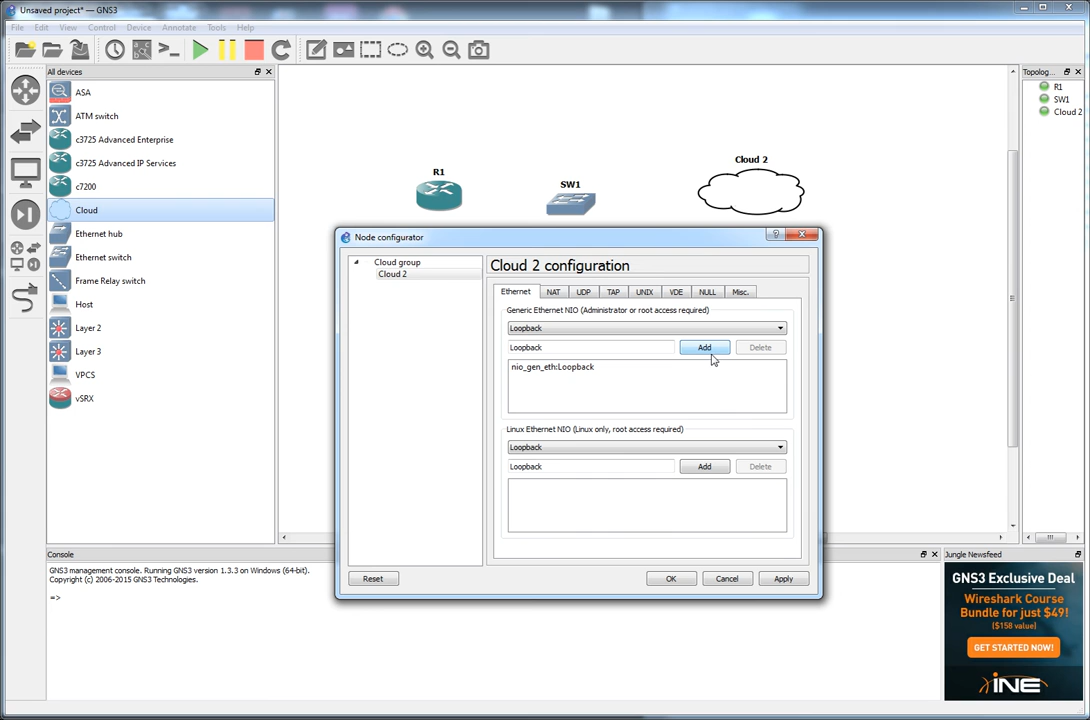 Unsaved project* — GNS3
File Edit View Control Device Annotate Tools Help
All devices
ASA
ATM switch
c3725 Advanced Enterprise
c3725 Advanced IP Services
c7200
Cloud
Ethernet hub
Ethernet switch
Frame Relay switch
Host
Layer 2
Layer 3
VPCS
vSRX
R1
SW1
Cloud 2
Topolog...
R1
SW1
Cloud 2
Node configurator
Cloud group
Cloud 2
Cloud 2 configuration
Ethernet NAT UDP TAP UNIX VDE NULL Misc.
Generic Ethernet NIO (Administrator or root access required)
Loopback
Loopback Add Delete
nio_gen_eth:Loopback
Linux Ethernet NIO (Linux only, root access required)
Loopback
Loopback Add Delete
Reset OK Cancel Apply
Console
GNS3 management console. Running GNS3 version 1.3.3 on Windows (64-bit).
Copyright (c) 2006-2015 GNS3 Technologies.
=>
Jungle Newsfeed
GNS3 Exclusive Deal
Wireshark Course
Bundle for just $49!
($158 value)
GET STARTED NOW!
INE